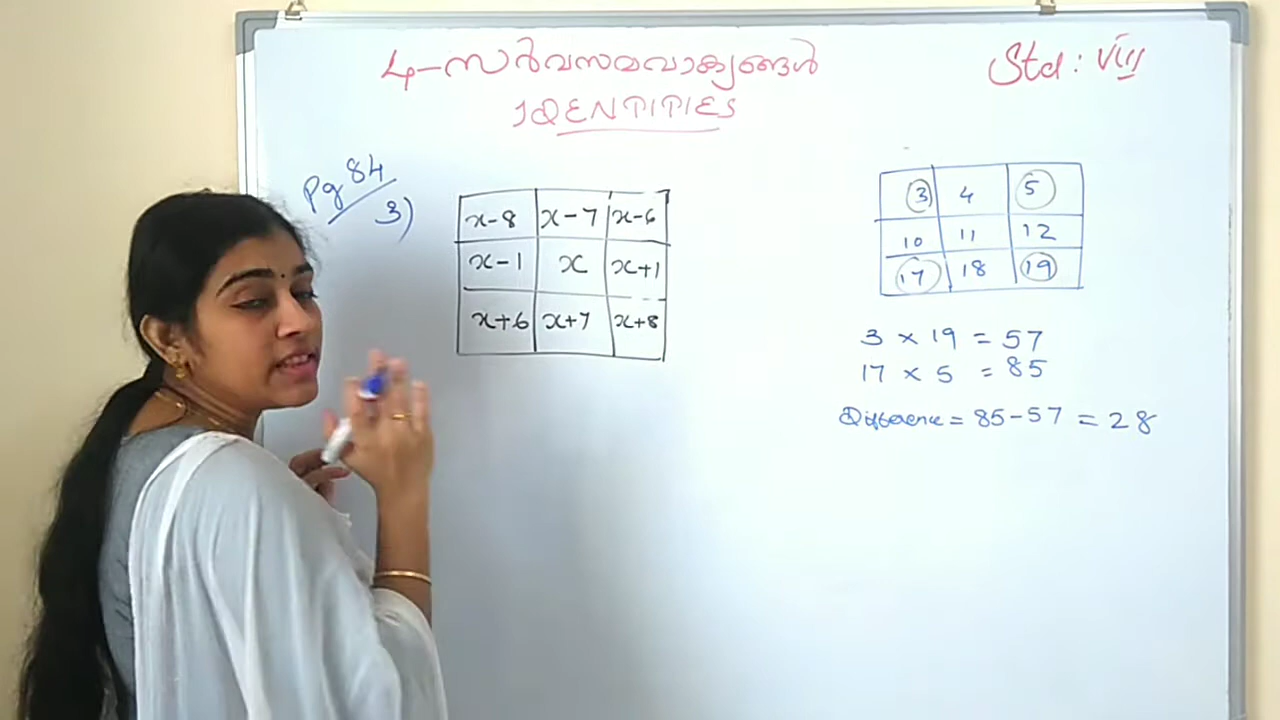 4-സർവസമവാക്യങ്ങൾ
IDENTITIES
Std: VIII
Pg 84
3)
x-8 x-7 x-6
x-1 x x+1
x+6 x+7 x+8
3 4 5
10 11 12
17 18 19
3 × 19 = 57
17 × 5 = 85
Difference = 85-57 = 28